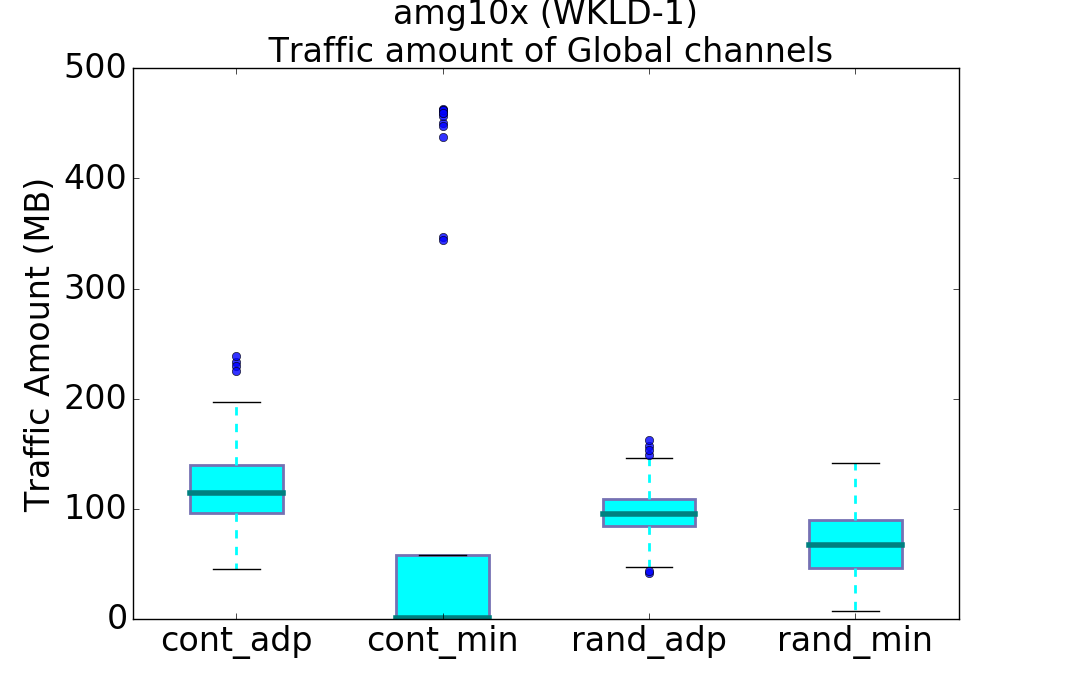 amg10x (WKLD-1)
Traffic amount of Global channels
Traffic Amount (MB)
500
400
300
200
100
0
cont_adp cont_min rand_adp rand_min